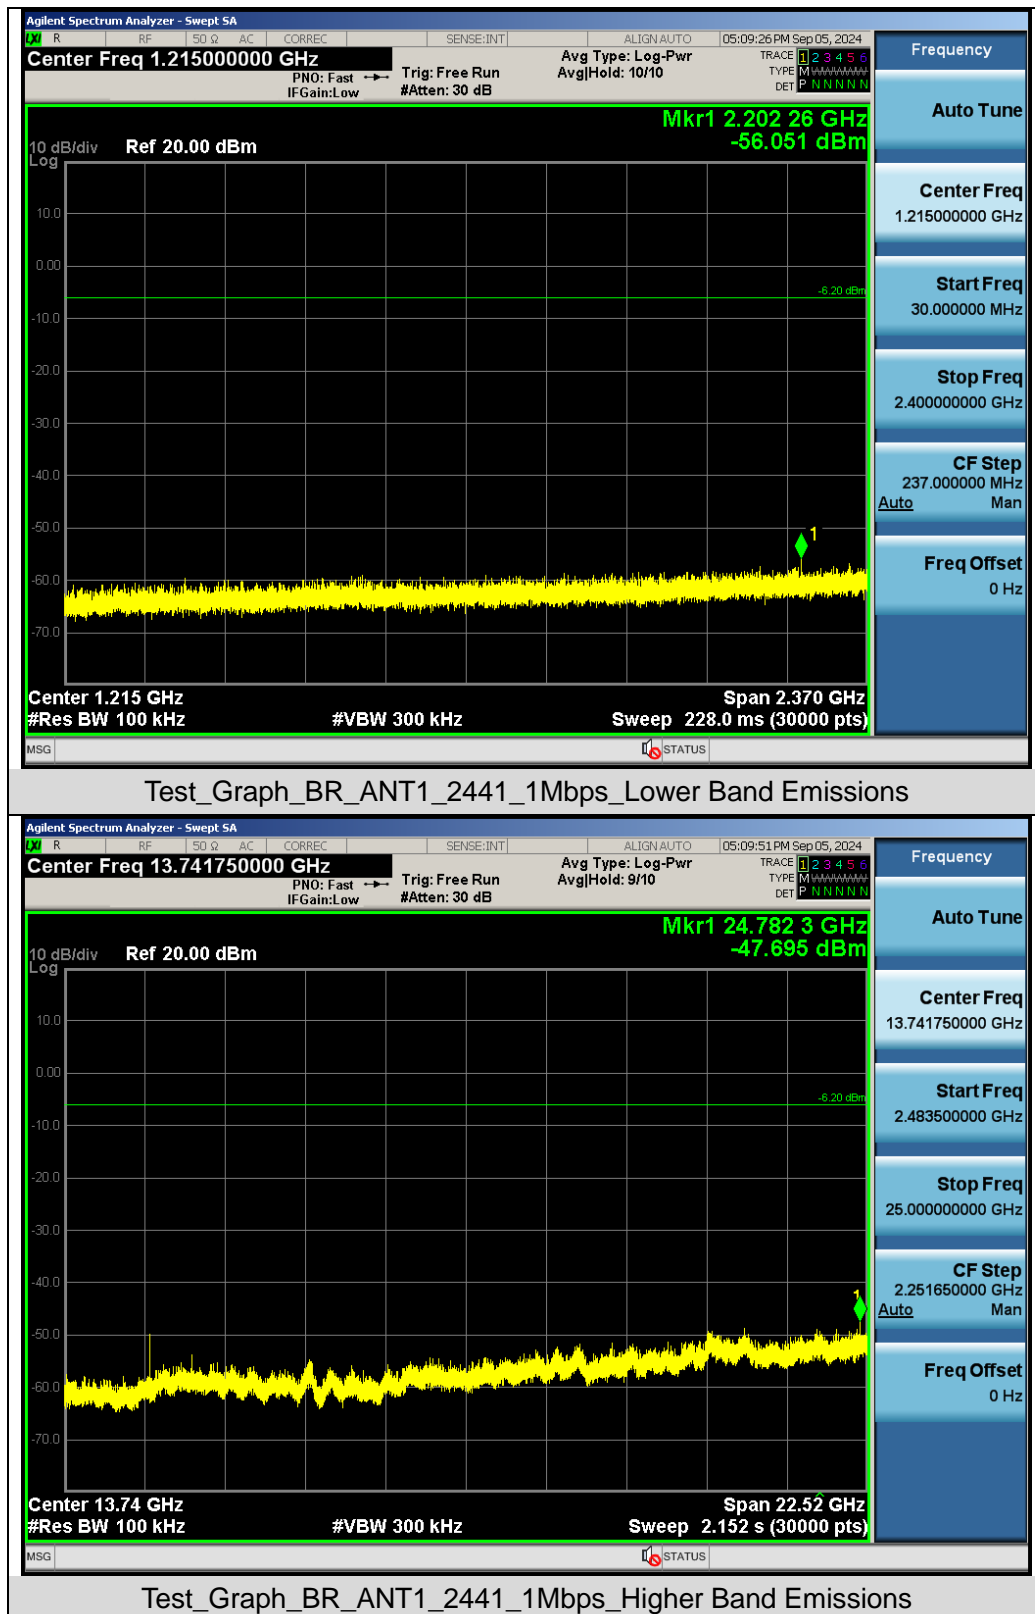 Agilent Spectrum Analyzer - Swept SA
LXI R RF 50 Ω AC CORREC SENSE:INT ALIGN AUTO 05:09:26 PM Sep 05, 2024
Center Freq 1.215000000 GHz
PNO: Fast
IFGain:Low
Trig: Free Run
#Atten: 30 dB
Avg Type: Log-Pwr
Avg|Hold: 10/10
TRACE 1 2 3 4 5 6
TYPE M WWWWW
DET P N N N N N
Frequency
Auto Tune
Center Freq
1.215000000 GHz
Start Freq
30.000000 MHz
Stop Freq
2.400000000 GHz
CF Step
237.000000 MHz
Auto Man
Freq Offset
0 Hz
Mkr1 2.202 26 GHz
-56.051 dBm
10 dB/div Ref 20.00 dBm
Log
10.0
0.00
-6.20 dBm
-10.0
-20.0
-30.0
-40.0
-50.0
1
-60.0
-70.0
Center 1.215 GHz Span 2.370 GHz
#Res BW 100 kHz #VBW 300 kHz Sweep 228.0 ms (30000 pts)
MSG STATUS
Test_Graph_BR_ANT1_2441_1Mbps_Lower Band Emissions
Agilent Spectrum Analyzer - Swept SA
LXI R RF 50 Ω AC CORREC SENSE:INT ALIGN AUTO 05:09:51 PM Sep 05, 2024
Center Freq 13.741750000 GHz
PNO: Fast
IFGain:Low
Trig: Free Run
#Atten: 30 dB
Avg Type: Log-Pwr
Avg|Hold: 9/10
TRACE 1 2 3 4 5 6
TYPE M WWWWW
DET P N N N N N
Frequency
Auto Tune
Center Freq
13.741750000 GHz
Start Freq
2.483500000 GHz
Stop Freq
25.000000000 GHz
CF Step
2.251650000 GHz
Auto Man
Freq Offset
0 Hz
Mkr1 24.782 3 GHz
-47.695 dBm
10 dB/div Ref 20.00 dBm
Log
10.0
0.00
-6.20 dBm
-10.0
-20.0
-30.0
-40.0
1
-50.0
-60.0
-70.0
Center 13.74 GHz Span 22.52 GHz
#Res BW 100 kHz #VBW 300 kHz Sweep 2.152 s (30000 pts)
MSG STATUS
Test_Graph_BR_ANT1_2441_1Mbps_Higher Band Emissions